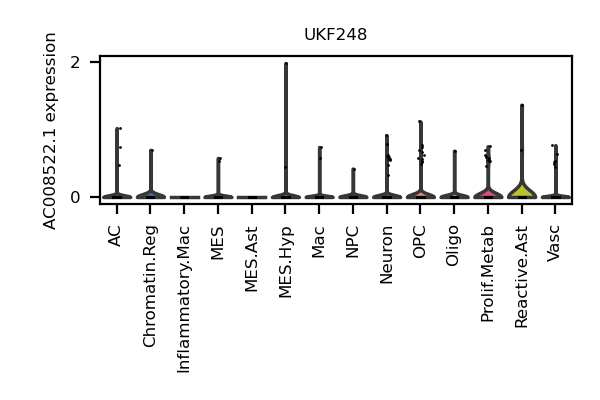 UKF248
AC008522.1 expression
2
0
AC
Chromatin.Reg
Inflammatory.Mac
MES
MES.Ast
MES.Hyp
Mac
NPC
Neuron
OPC
Oligo
Prolif.Metab
Reactive.Ast
Vasc